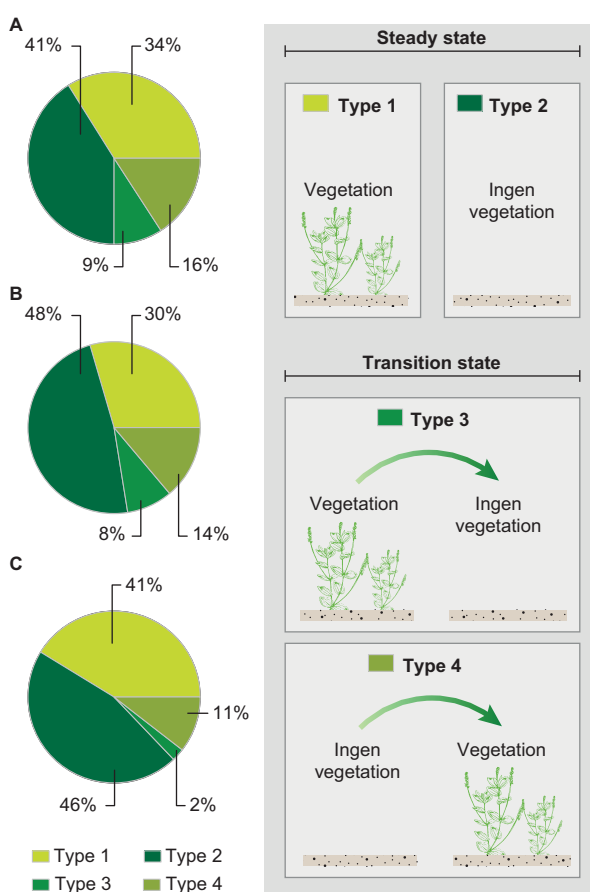 A
41%
34%
9%
16%
B
48%
30%
8%
14%
C
41%
11%
46%
2%
Type 1
Type 2
Type 3
Type 4
Steady state
Type 1
Vegetation
Type 2
Ingen
vegetation
Transition state
Type 3
Vegetation
Ingen
vegetation
Type 4
Ingen
vegetation
Vegetation